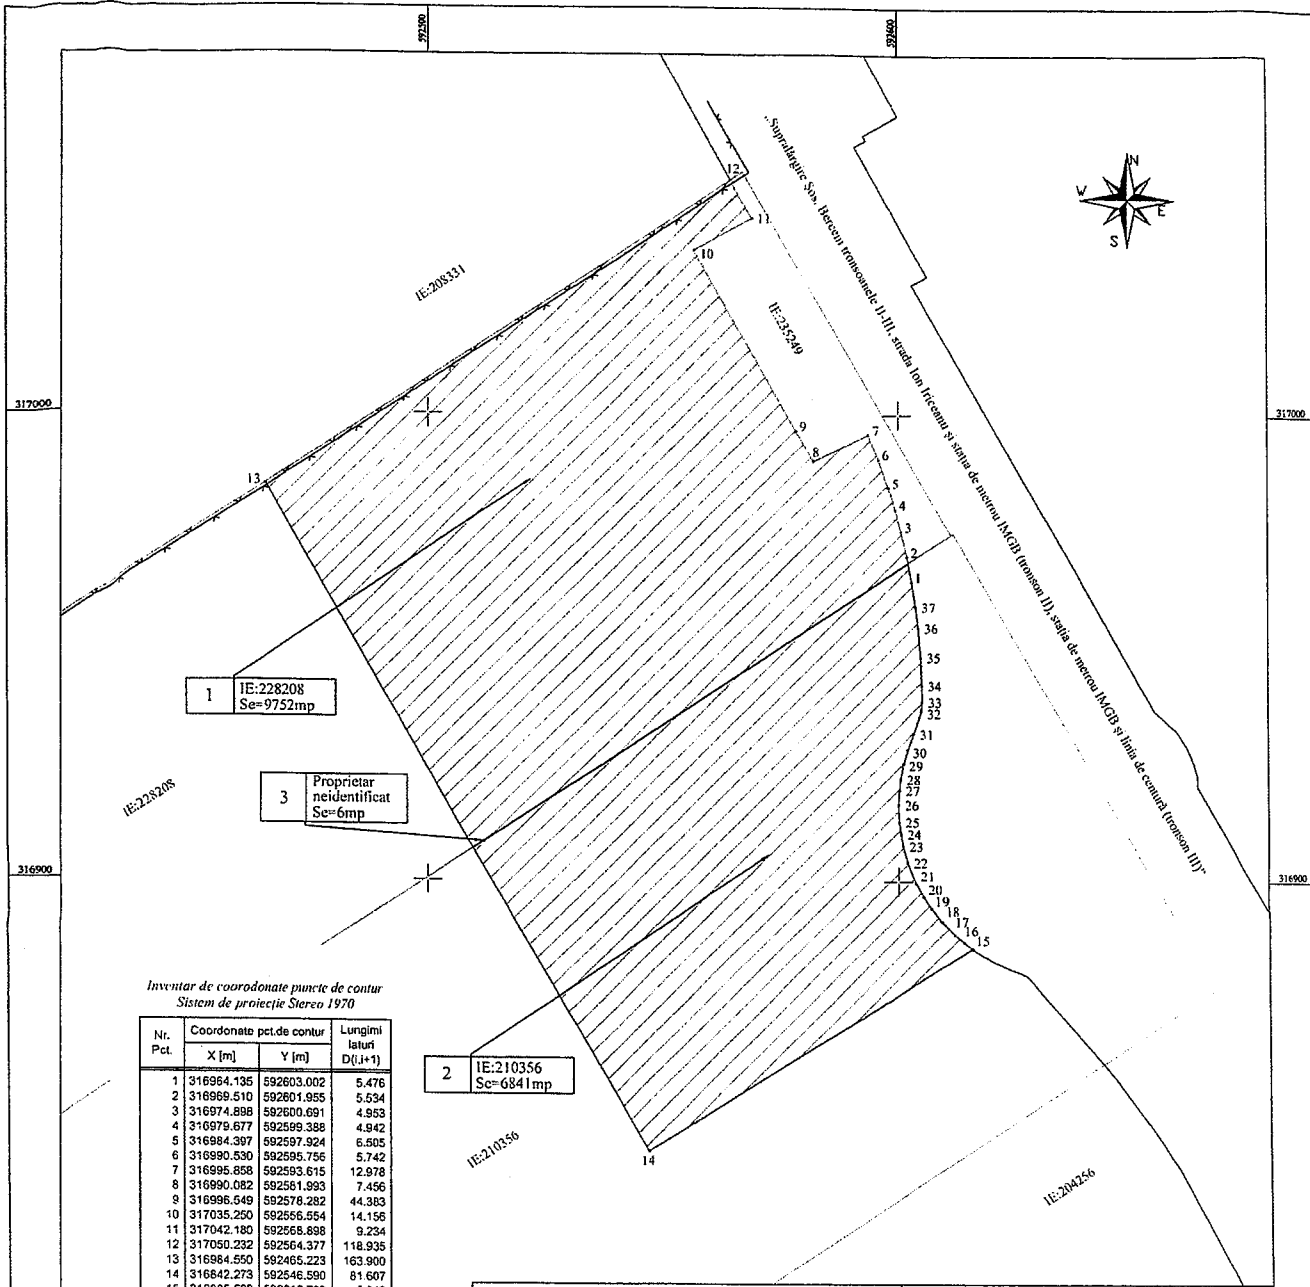 592500
592600
12
N
W
E
S
11
10
„Supralărgire Șos. Berceni tronsoanele II-III, strada Ion Iriceanu și stația de metrou IMGB (tronson II), stația de metrou IMGB și linia de centură (tronson III)”
IE:208331
IE:235249
317000
317000
9
8
7
6
13
5
4
3
2
1
37
36
35
34
33
32
31
30
29
28
27
26
25
24
23
22
21
20
19
18
17
16
15
1
IE:228208
Se=9752mp
3
Proprietar
neidentificat
Se=6mp
IE:228208
316900
316900
2
IE:210356
Se=6841mp
IE:210356
14
IE:204256
Inventar de coorodonate puncte de contur
Sistem de proiecție Stereo 1970
Nr. Pct. Coordonate pct.de contur Lungimi laturi D(i,i+1)
X [m] Y [m]
1 316964.135 592603.002 5.476
2 316969.510 592601.955 5.534
3 316974.898 592600.691 4.953
4 316979.677 592599.388 4.942
5 316984.397 592597.924 6.505
6 316990.530 592595.756 5.742
7 316995.858 592593.615 12.978
8 316990.082 592581.993 7.456
9 316996.549 592578.282 44.383
10 317035.250 592556.554 14.156
11 317042.180 592568.898 9.234
12 317050.232 592564.377 118.935
13 316984.550 592465.223 163.900
14 316842.273 592546.590 81.607